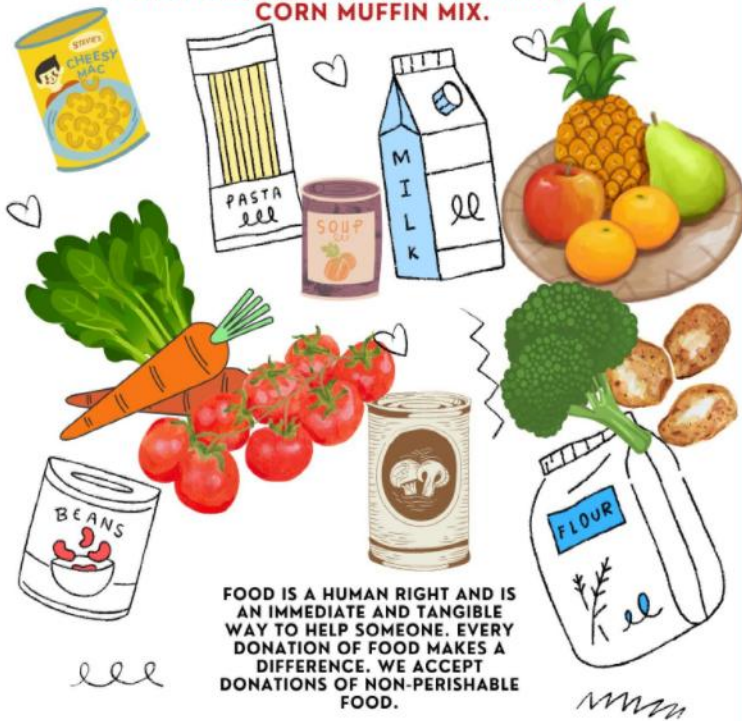 CORN MUFFIN MIX.
STEVIE'S
CHEESY
MAC
PASTA
SOUP
MILK
BEANS
FLOUR
FOOD IS A HUMAN RIGHT AND IS
AN IMMEDIATE AND TANGIBLE
WAY TO HELP SOMEONE. EVERY
DONATION OF FOOD MAKES A
DIFFERENCE. WE ACCEPT
DONATIONS OF NON-PERISHABLE
FOOD.